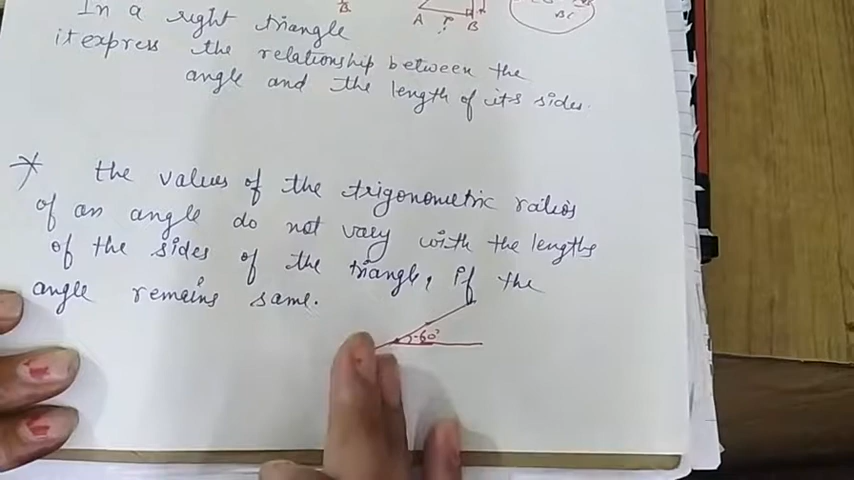 B
A P B
BC
In a right triangle
it express the relationship between the
angle and the length of its sides.
* the values of the trigonometric ratios
of an angle do not vary with the lengths
of the sides of the triangle, if the
angle remains same.
60°